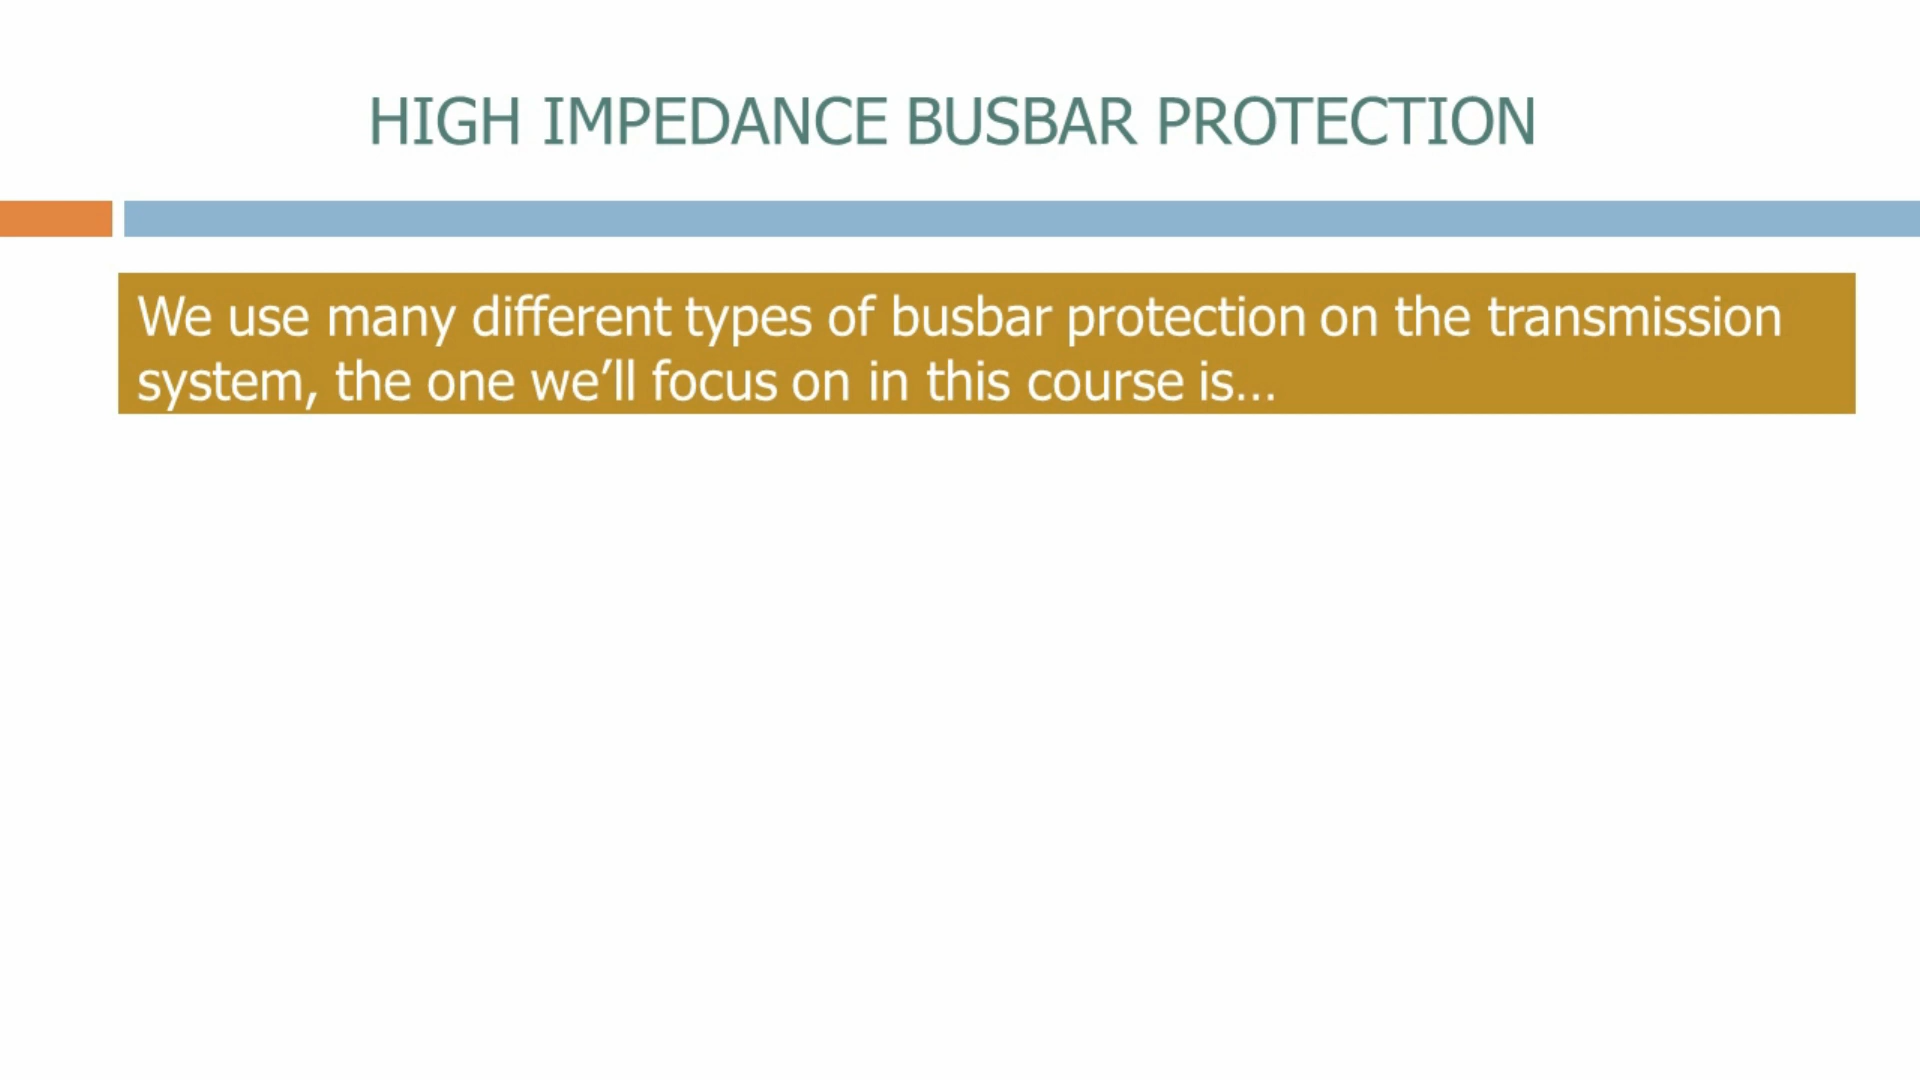 HIGH IMPEDANCE BUSBAR PROTECTION
We use many different types of busbar protection on the transmission
system, the one we’ll focus on in this course is...